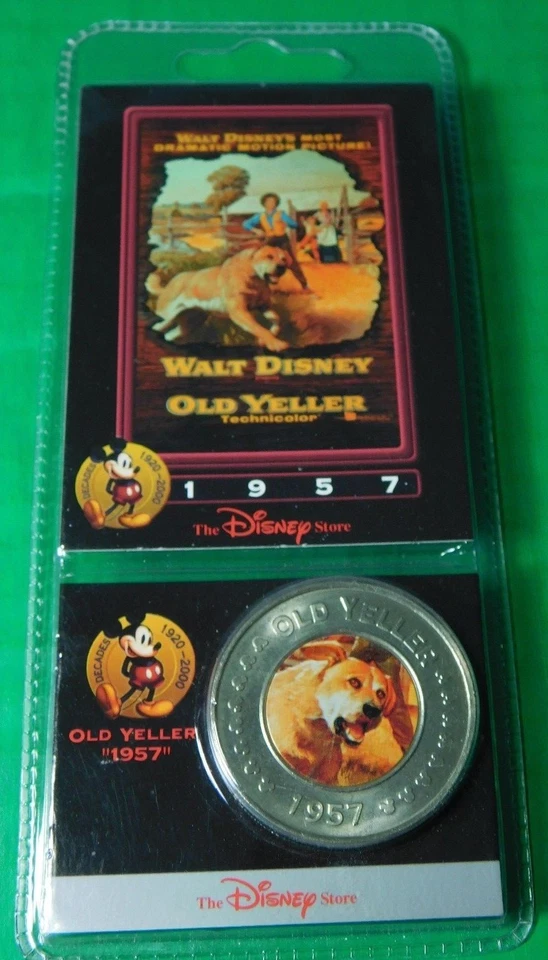 WALT DISNEY'S MOST
DRAMATIC MOTION PICTURE!
WALT DISNEY
OLD YELLER
Technicolor
DECADES 1920-2000
1 9 5 7
The DISNEY Store
DECADES 1920-2000
OLD YELLER
"1957"
OLD YELLER
1957
The DISNEY Store